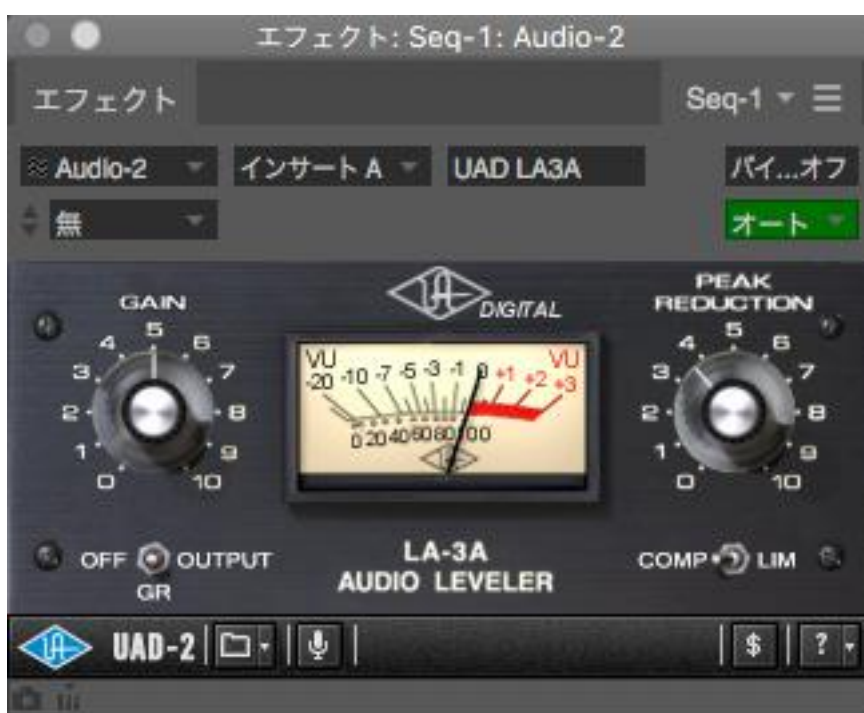 エフェクト: Seq-1: Audio-2
エフェクト
Seq-1
Audio-2
インサート A
UAD LA3A
バイ...オフ
無
オート
GAIN
0 1 2 3 4 5 6 7 8 9 10
UA DIGITAL
VU VU
-20 -10 -7 -5 -3 -1 0 +1 +2 +3
0 20 40 60 80 100
PEAK
REDUCTION
0 1 2 3 4 5 6 7 8 9 10
OFF OUTPUT
GR
LA-3A
AUDIO LEVELER
COMP LIM
UA UAD-2 $ ?